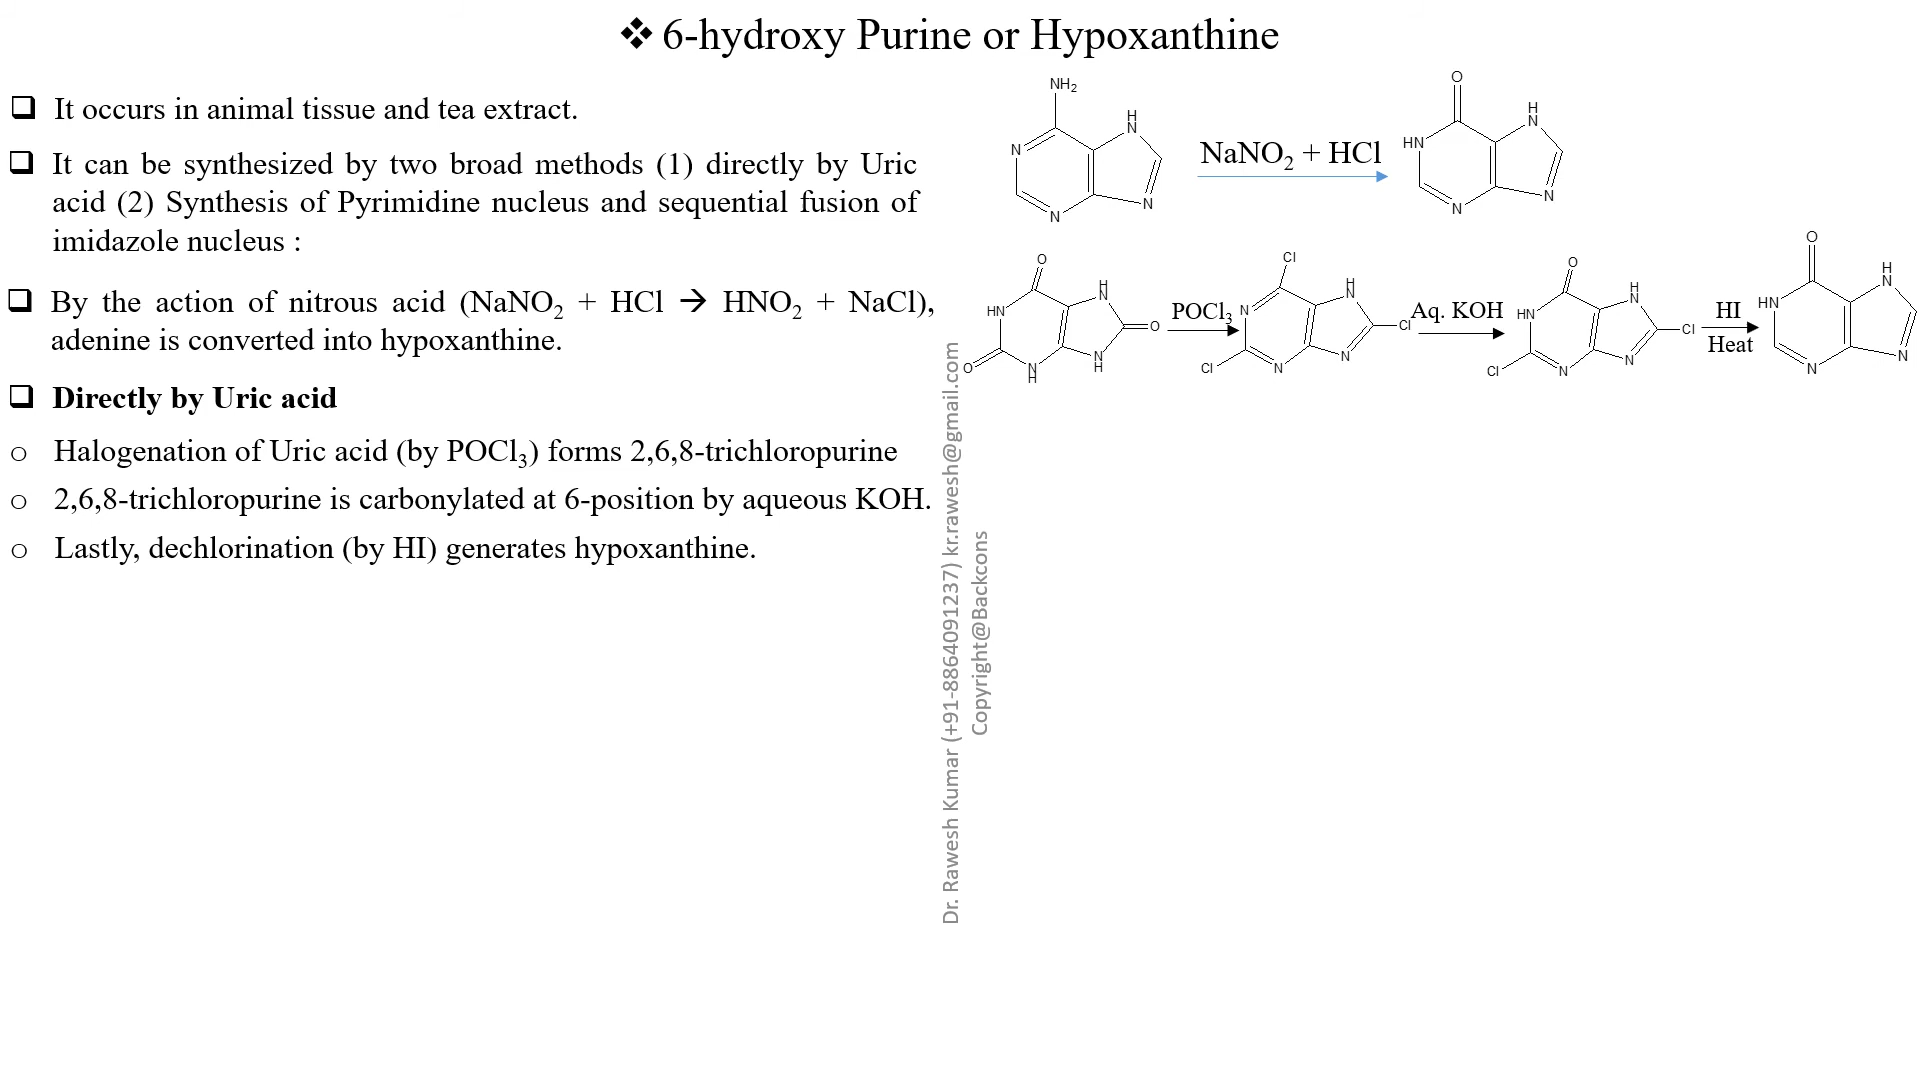 ❖ 6-hydroxy Purine or Hypoxanthine
❑ It occurs in animal tissue and tea extract.
❑ It can be synthesized by two broad methods (1) directly by Uric
acid (2) Synthesis of Pyrimidine nucleus and sequential fusion of
imidazole nucleus :
❑ By the action of nitrous acid (NaNO₂ + HCl → HNO₂ + NaCl),
adenine is converted into hypoxanthine.
❑ Directly by Uric acid
o Halogenation of Uric acid (by POCl₃) forms 2,6,8-trichloropurine
o 2,6,8-trichloropurine is carbonylated at 6-position by aqueous KOH.
o Lastly, dechlorination (by HI) generates hypoxanthine.
NH₂
N
H
N
N
N
NaNO₂ + HCl
O
HN
H
N
N
N
O
HN
H
N
O
O
N
H
N
H
POCl₃
Cl
N
H
N
Cl
Cl
N
N
Aq. KOH
O
HN
H
N
Cl
Cl
N
N
HI
Heat
O
HN
H
N
N
N
Dr. Rawesh Kumar (+91-8864091237) kr.rawesh@gmail.com
Copyright@Backcons